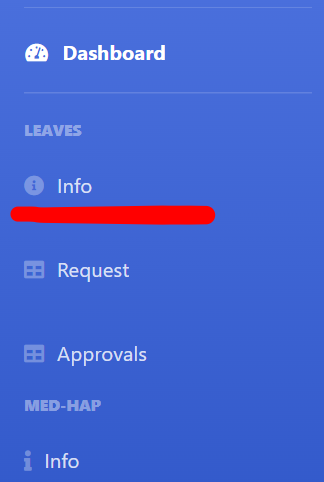 Dashboard
LEAVES
Info
Request
Approvals
MED-HAP
Info